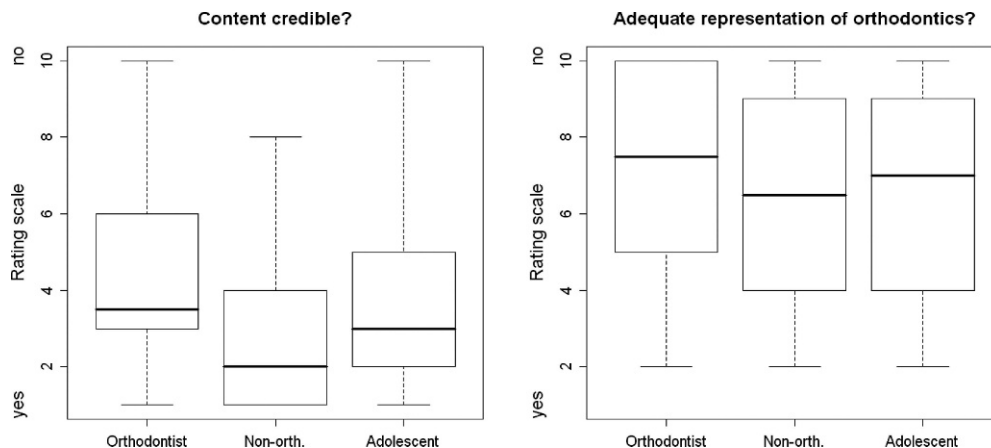 Content credible?
no
10
8
6
4
2
yes
Rating scale
Orthodontist
Non-orth.
Adolescent
Adequate representation of orthodontics?
no
10
8
6
4
2
yes
Rating scale
Orthodontist
Non-orth.
Adolescent